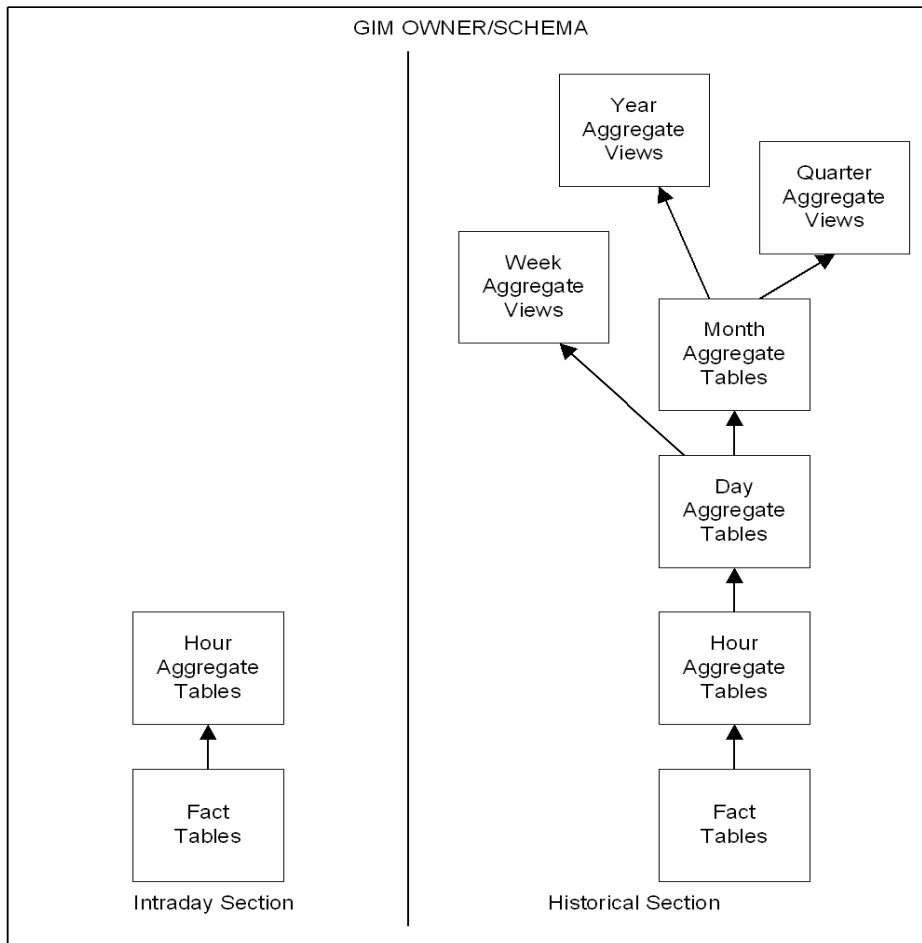 GIM OWNER/SCHEMA
Year
Aggregate
Views
Quarter
Aggregate
Views
Week
Aggregate
Views
Month
Aggregate
Tables
Day
Aggregate
Tables
Hour
Aggregate
Tables
Hour
Aggregate
Tables
Fact
Tables
Fact
Tables
Intraday Section
Historical Section